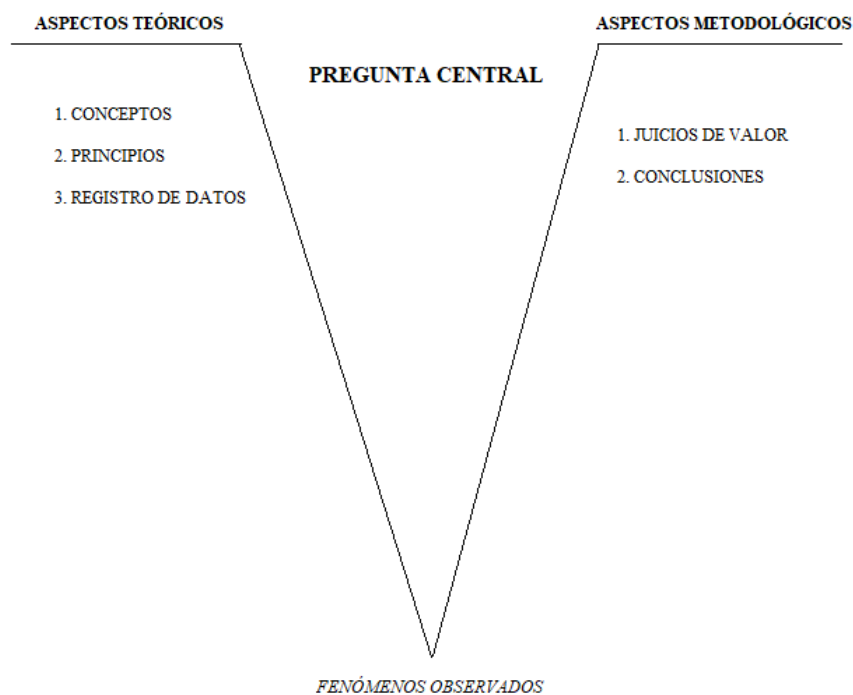 ASPECTOS TEÓRICOS
ASPECTOS METODOLÓGICOS
PREGUNTA CENTRAL
1. CONCEPTOS
2. PRINCIPIOS
3. REGISTRO DE DATOS
1. JUICIOS DE VALOR
2. CONCLUSIONES
FENÓMENOS OBSERVADOS